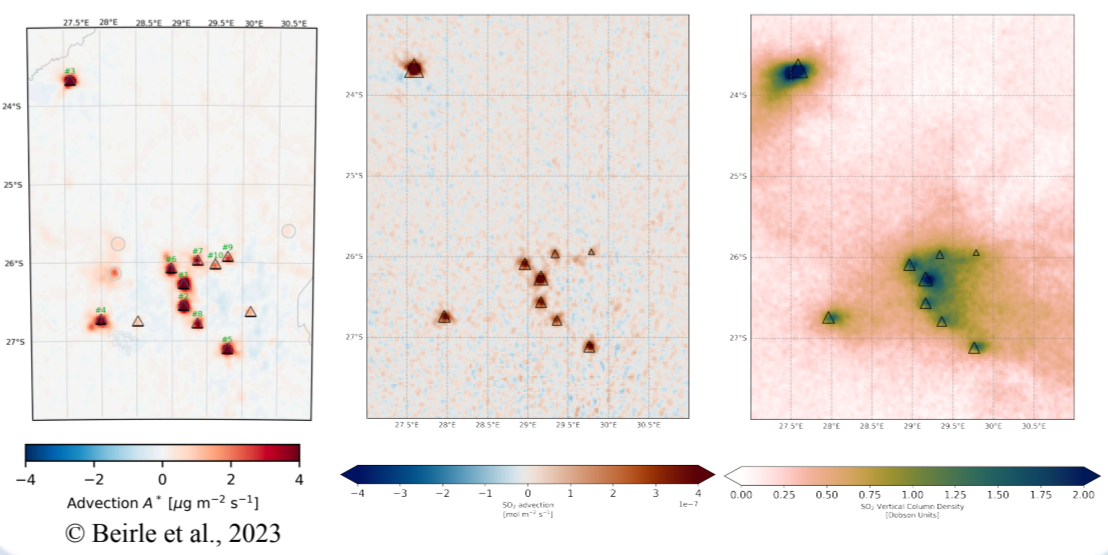 27.5°E 28°E 28.5°E 29°E 29.5°E 30°E 30.5°E
24°S
25°S
26°S
27°S
#3
#7
#9
#6
#10
#1
#2
#4
#8
#5
−4 −2 0 2 4
Advection A* [μg m−2 s−1]
© Beirle et al., 2023
24°S
25°S
26°S
27°S
27.5°E 28°E 28.5°E 29°E 29.5°E 30°E 30.5°E
−4 −3 −2 −1 0 1 2 3 4
1e−7
SO2 advection
[mol m−2 s−1]
24°S
25°S
26°S
27°S
27.5°E 28°E 28.5°E 29°E 29.5°E 30°E 30.5°E
0.00 0.25 0.50 0.75 1.00 1.25 1.50 1.75 2.00
SO2 Vertical Column Density
[Dobson Units]